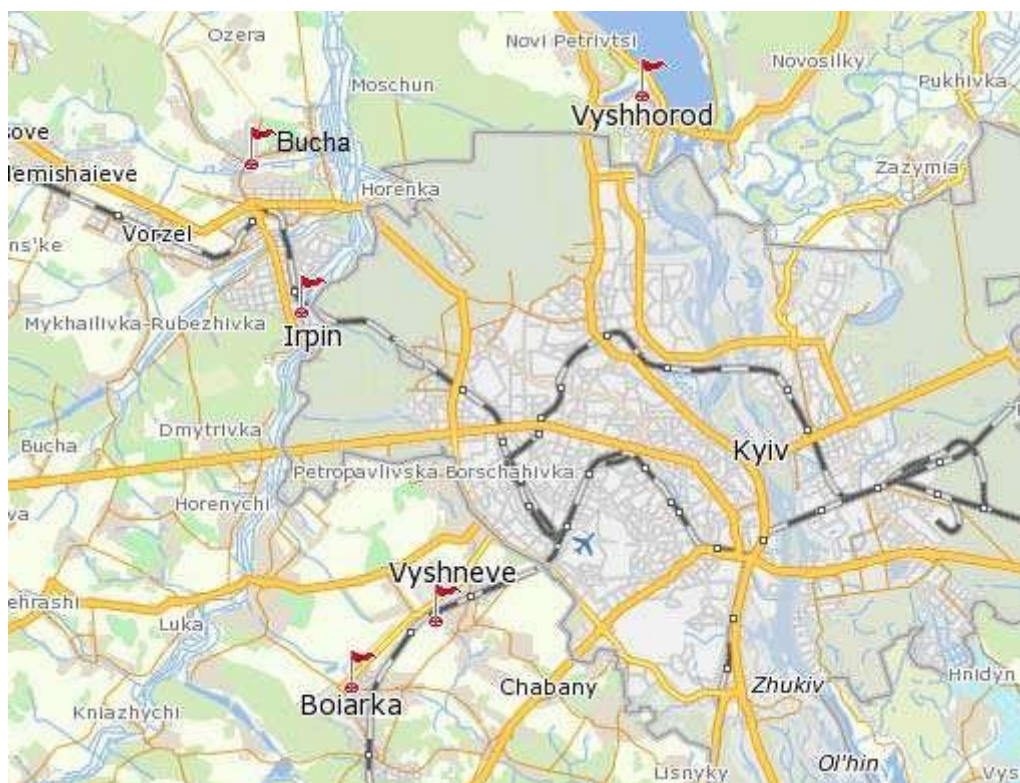 Ozera
Novi Petrivtsi
Novosilky
Moschun
Pukhivka
Vyshhorod
Bucha
Zazymia
Horenka
Vorzel
Mykhailivka-Rubezhivka
Irpin
Dmytrivka
Bucha
Kyiv
Petropavlivska Borschahivka
Horenychi
Vyshneve
Luka
Hnidyn
Chabany
Zhukiv
Boiarka
Kniazhychi
Ol'hin
Lisnyky